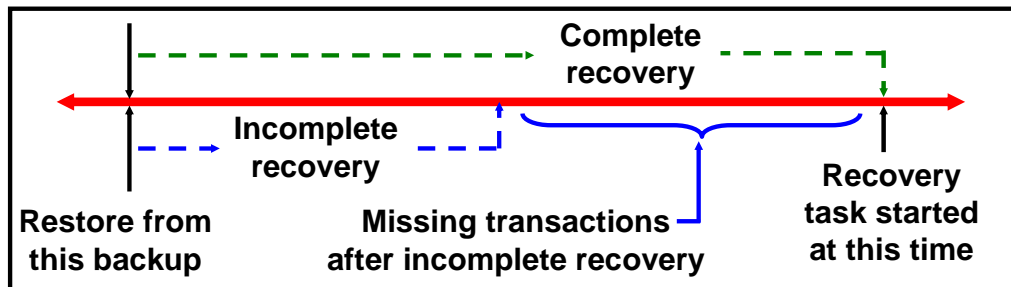 Complete
recovery
Incomplete
recovery
Restore from
this backup
Missing transactions
after incomplete recovery
Recovery
task started
at this time